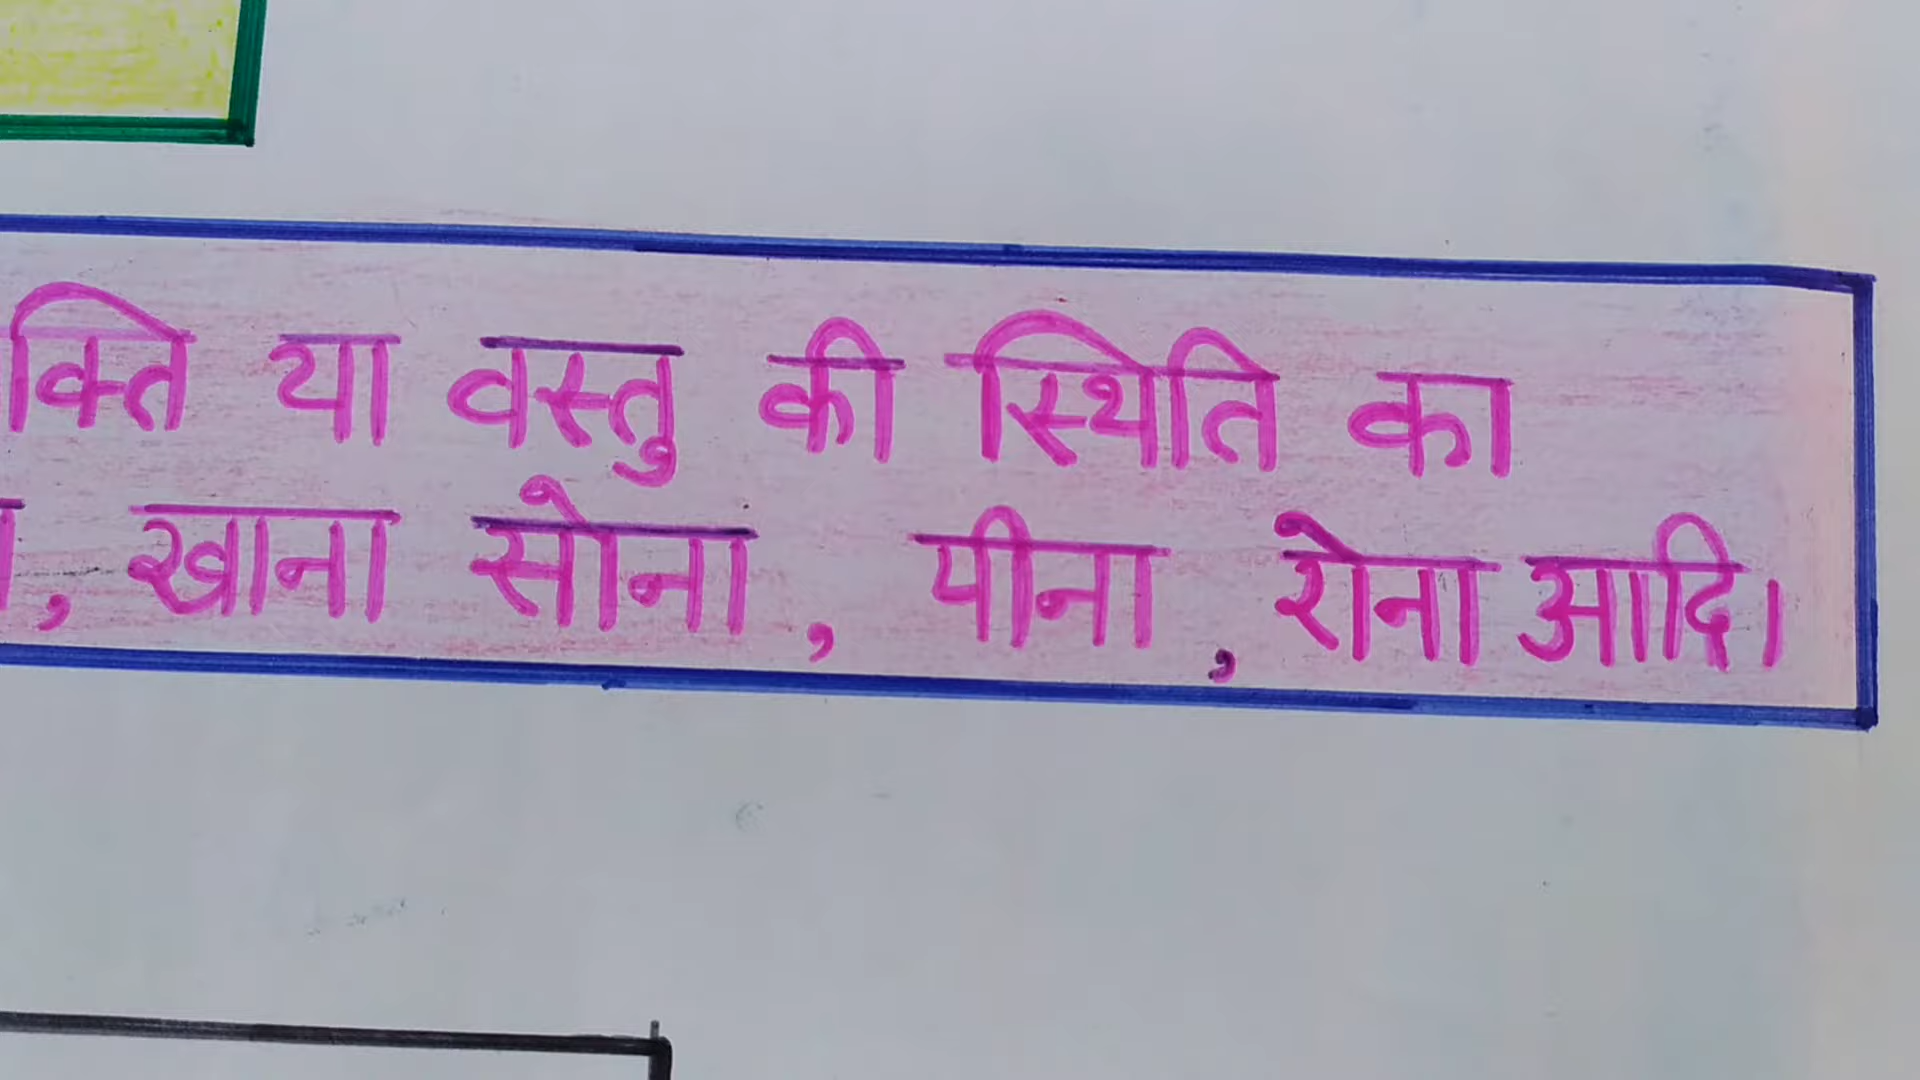 क्ति या वस्तु की स्थिति का
, खाना सोना, पीना, रोना आदि।